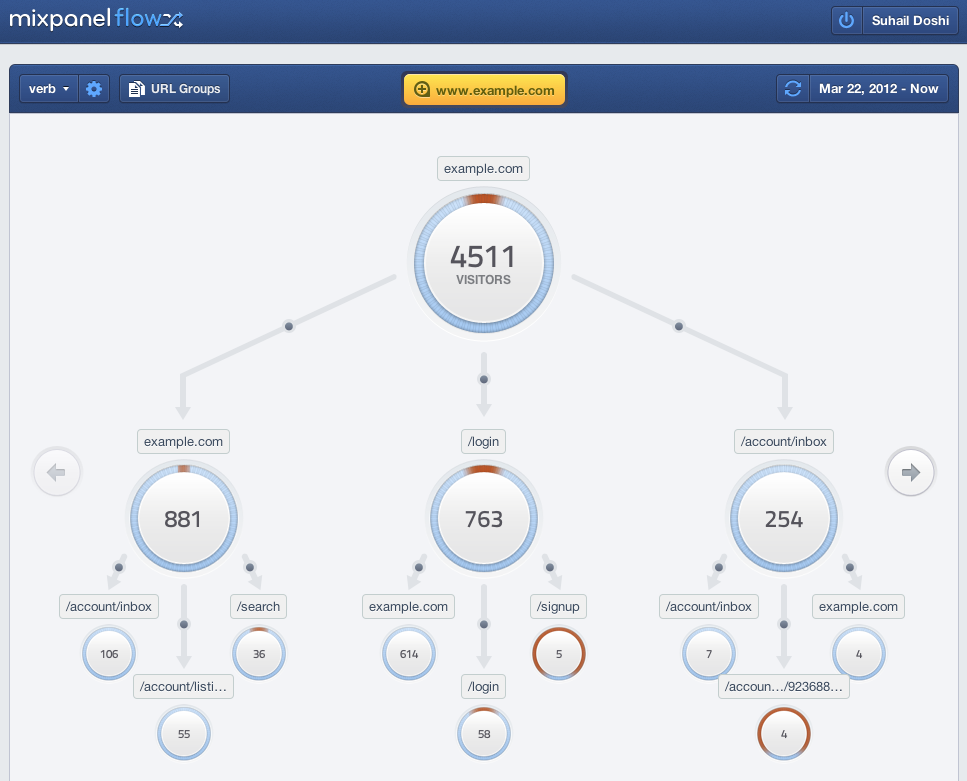 mixpanel flow
Suhail Doshi
verb
URL Groups
www.example.com
Mar 22, 2012 - Now
example.com
4511
VISITORS
example.com
/login
/account/inbox
881
763
254
/account/inbox
/search
example.com
/signup
/account/inbox
example.com
106
36
614
5
7
4
/account/listi...
/login
/accoun.../923688...
55
58
4